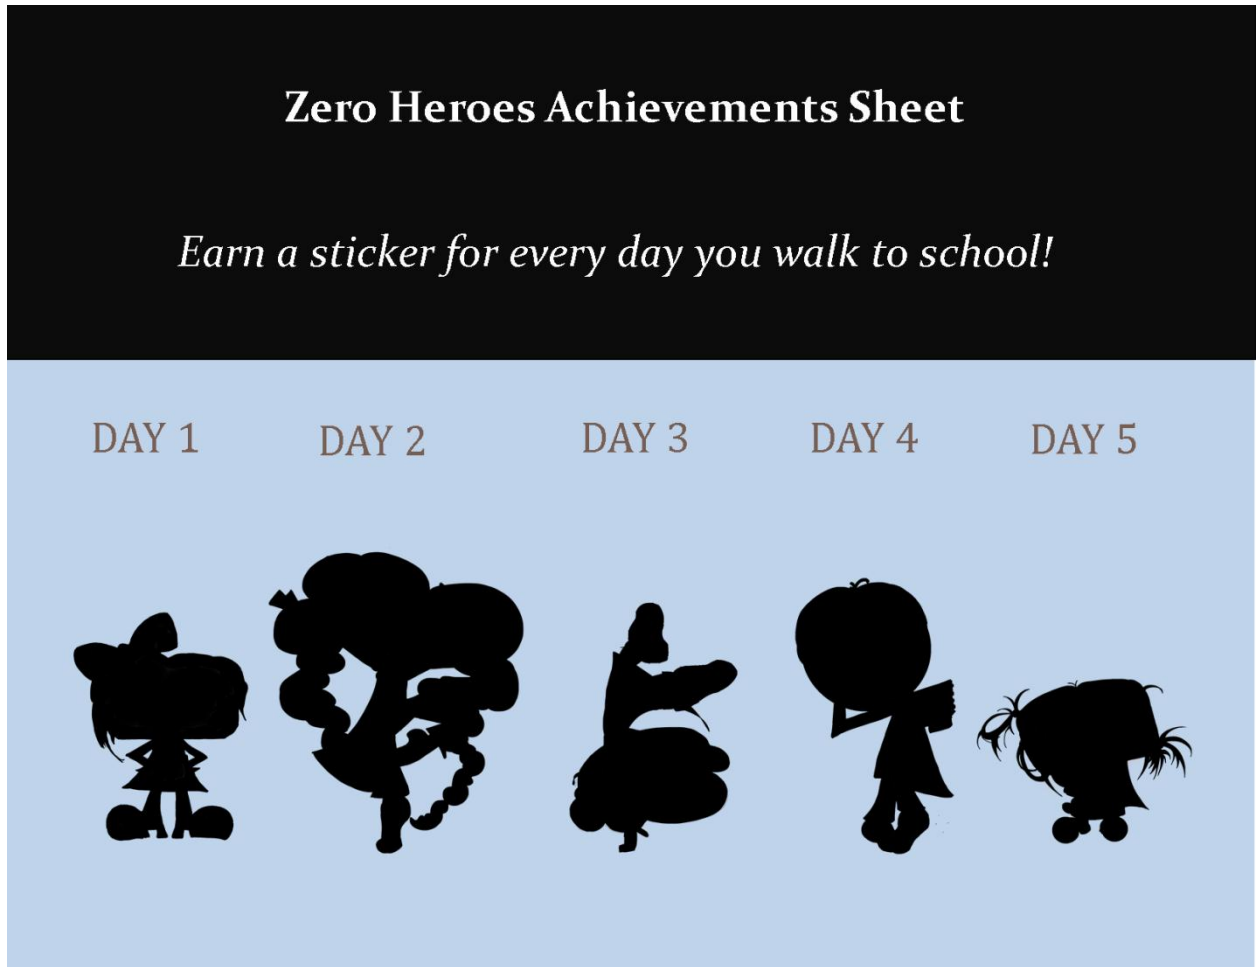 Zero Heroes Achievements Sheet
Earn a sticker for every day you walk to school!
DAY 1 DAY 2 DAY 3 DAY 4 DAY 5